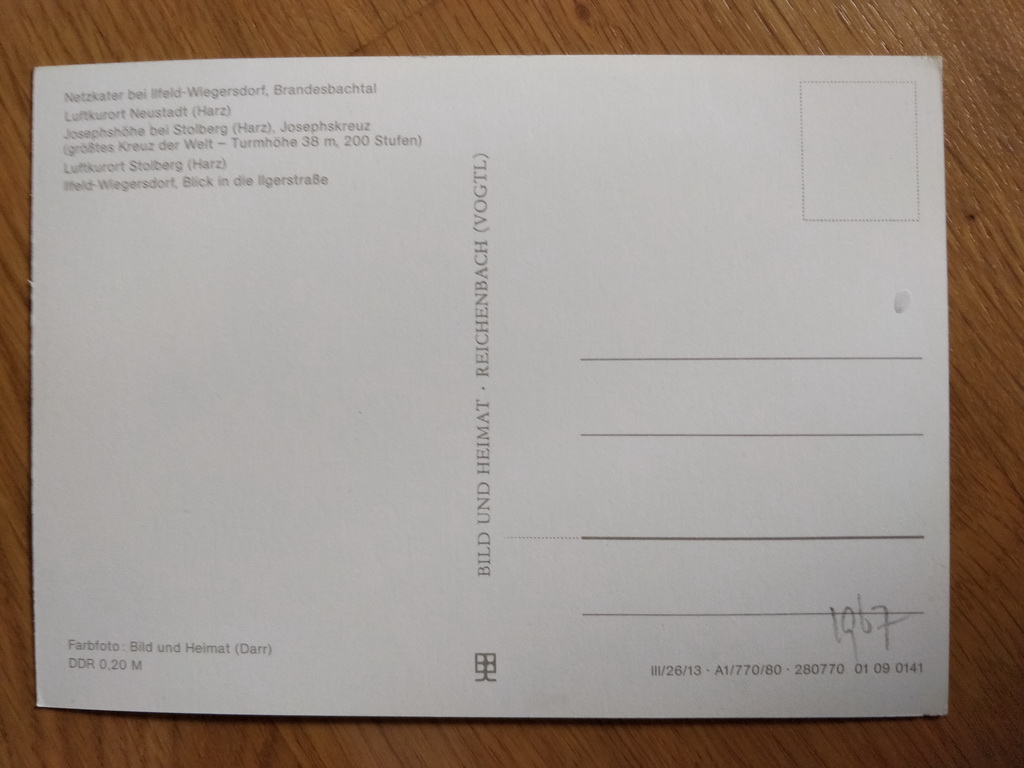 Netzkater bei Ilfeld-Wiegersdorf, Brandesbachtal
Luftkurort Neustadt (Harz)
Josephshöhe bei Stolberg (Harz), Josephskreuz
(größtes Kreuz der Welt – Turmhöhe 38 m, 200 Stufen)
Luftkurort Stolberg (Harz)
Ilfeld-Wiegersdorf, Blick in die Ilgerstraße
BILD UND HEIMAT · REICHENBACH (VOGTL)
Farbfoto: Bild und Heimat (Darr)
DDR 0,20 M
1967
III/26/13 · A1/770/80 · 280770 01 09 0141